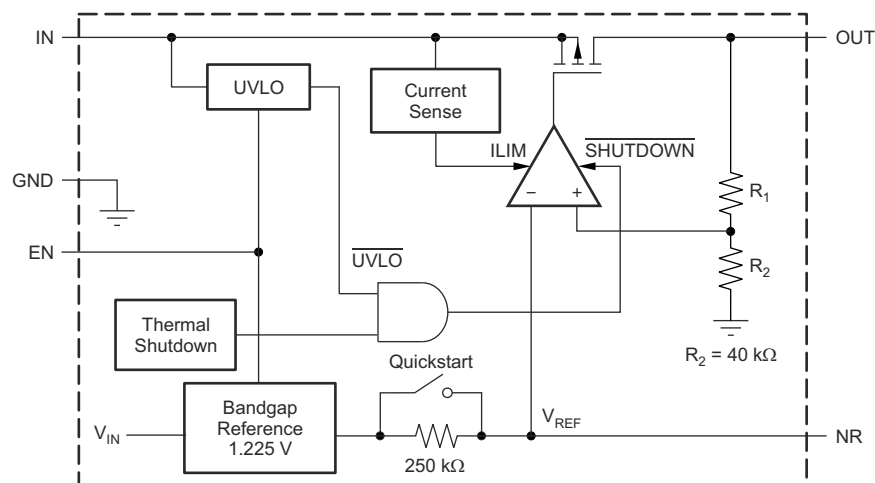 IN
OUT
UVLO
Current
Sense
ILIM
SHUTDOWN
GND
− +
R1
EN
UVLO
R2
Thermal
Shutdown
R2 = 40 kΩ
Quickstart
Bandgap
Reference
1.225 V
VIN
VREF
NR
250 kΩ